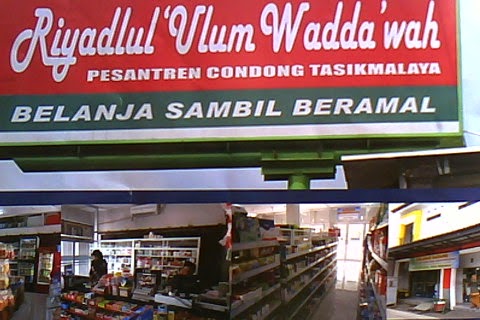 Riyadlul 'Ulum Wadda'wah
PESANTREN CONDONG TASIKMALAYA
BELANJA SAMBIL BERAMAL